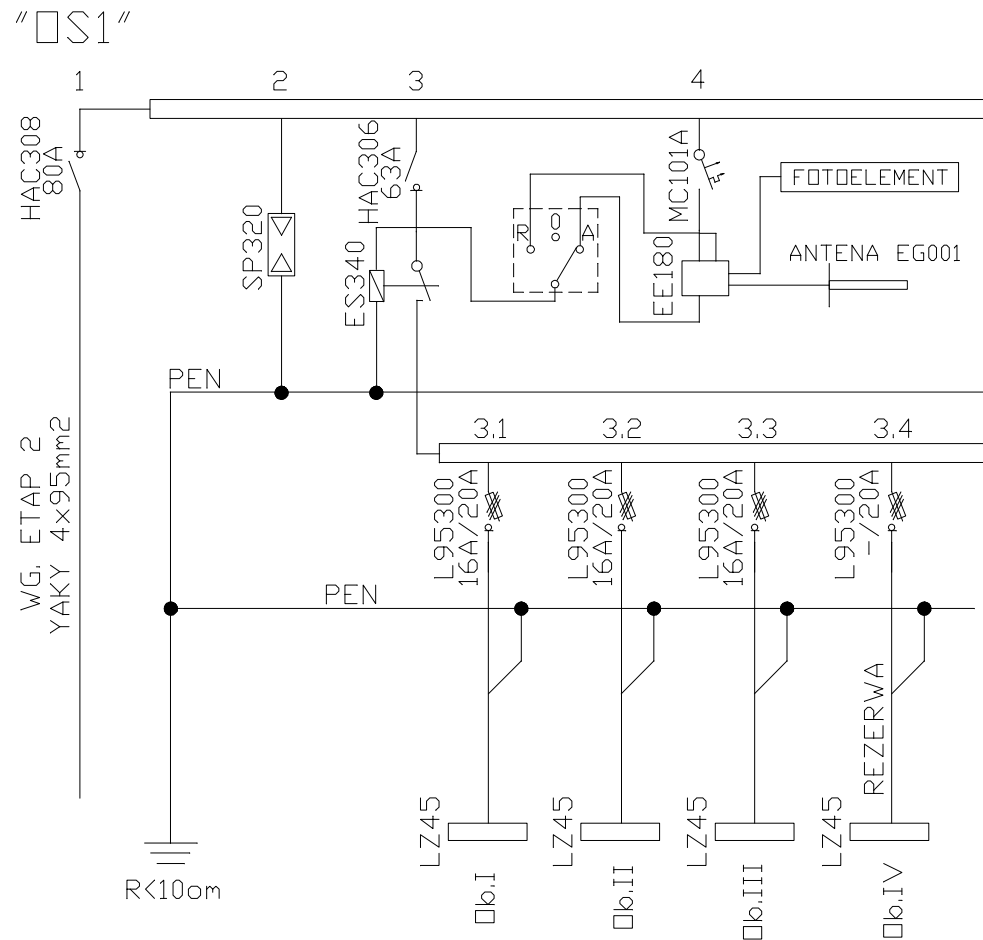 "OS1"
1
2
3
4
HAC308
80A
SP320
HAC306
63A
ES340
R
0
A
MC101A
EE180
FOTOELEMENT
ANTENA EG001
PEN
WG. ETAP 2
YAKY 4x95mm2
3.1
3.2
3.3
3.4
L95300
16A/20A
L95300
16A/20A
L95300
16A/20A
L95300
-/20A
PEN
REZERWA
LZ45
LZ45
LZ45
LZ45
R<10om
Ob.I
Ob.II
Ob.III
Ob.IV